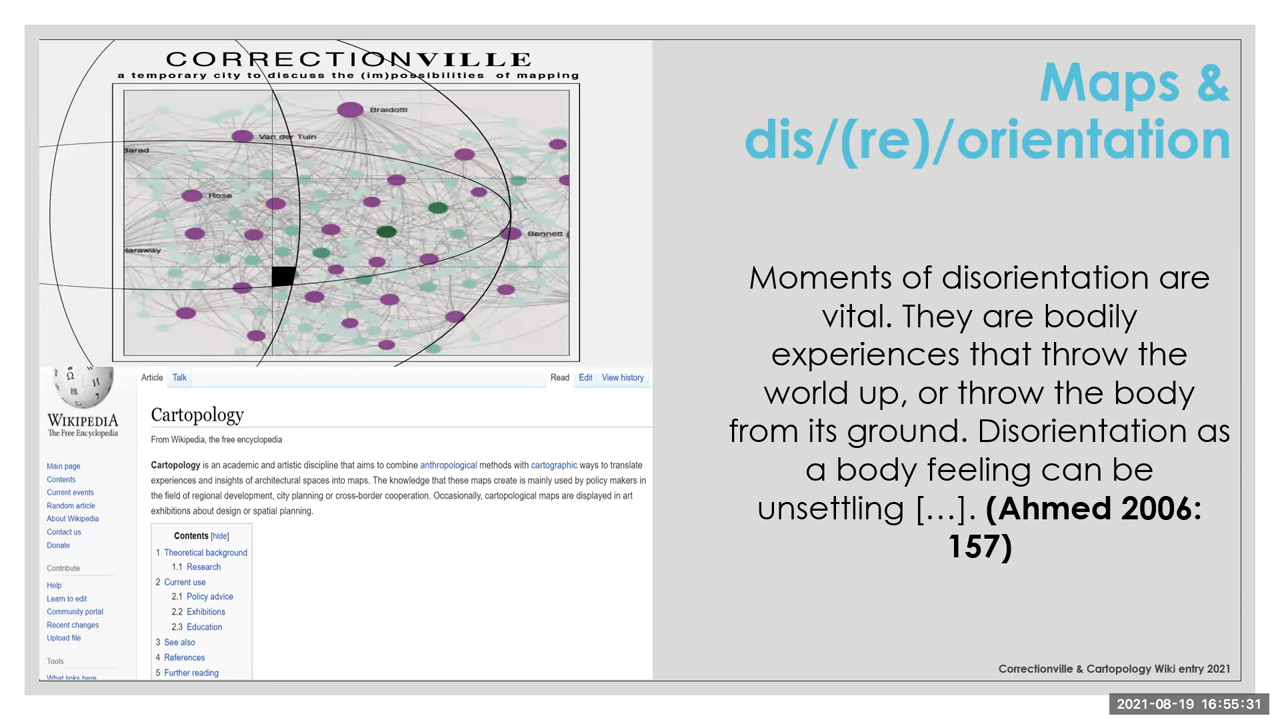 CORRECTIONVILLE
a temporary city to discuss the (im)possibilities of mapping
Braidotti
Van der Tuin
Barad
Rose
Haraway
Bennett
Maps &
dis/(re)/orientation
Moments of disorientation are
vital. They are bodily
experiences that throw the
world up, or throw the body
from its ground. Disorientation as
a body feeling can be
unsettling […]. (Ahmed 2006:
157)
WIKIPEDIA
The Free Encyclopedia
Main page
Contents
Current events
Random article
About Wikipedia
Contact us
Donate
Contribute
Help
Learn to edit
Community portal
Recent changes
Upload file
Tools
What links here
Article Talk Read Edit View history
Cartopology
From Wikipedia, the free encyclopedia
Cartopology is an academic and artistic discipline that aims to combine anthropological methods with cartographic ways to translate
experiences and insights of architectural spaces into maps. The knowledge that these maps create is mainly used by policy makers in
the field of regional development, city planning or cross-border cooperation. Occasionally, cartopological maps are displayed in art
exhibitions about design or spatial planning.
Contents [hide]
1 Theoretical background
1.1 Research
2 Current use
2.1 Policy advice
2.2 Exhibitions
2.3 Education
3 See also
4 References
5 Further reading
Correctionville & Cartopology Wiki entry 2021
2021-08-19 16:55:31